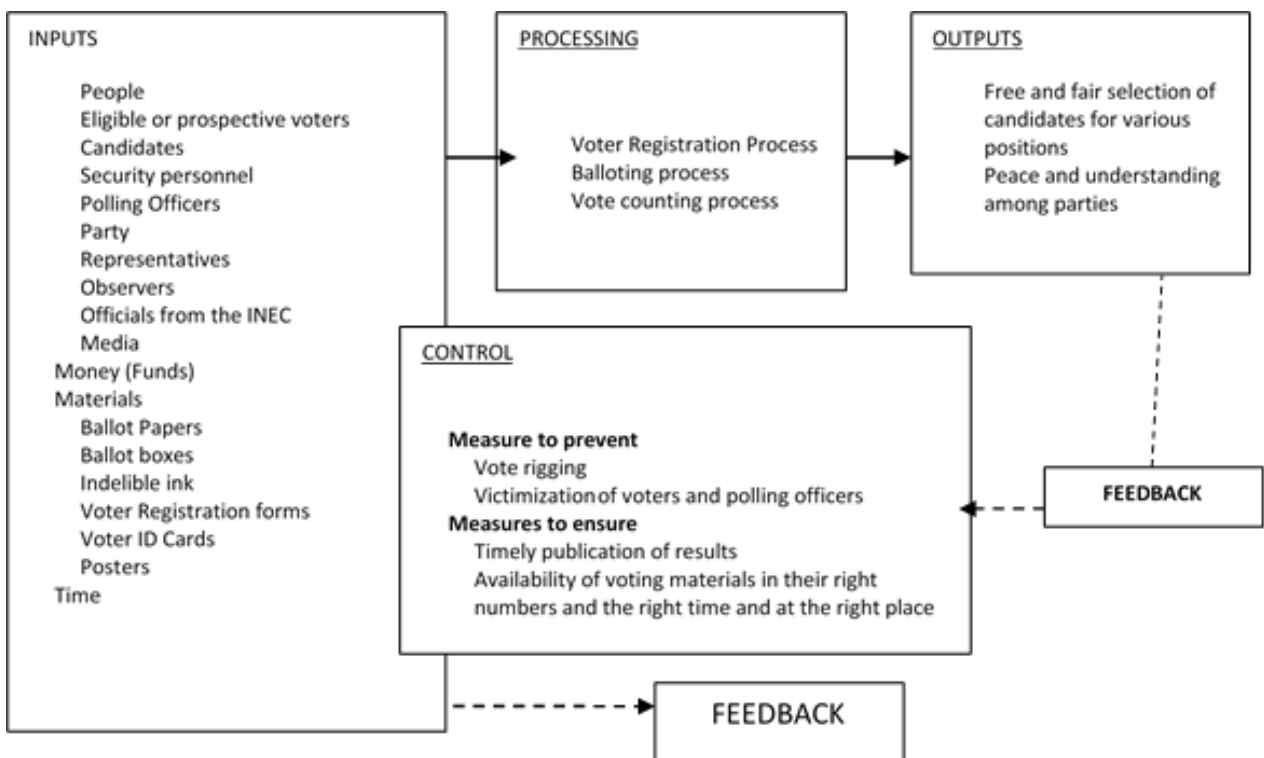 INPUTS
People
Eligible or prospective voters
Candidates
Security personnel
Polling Officers
Party
Representatives
Observers
Officials from the INEC
Media
Money (Funds)
Materials
Ballot Papers
Ballot boxes
Indelible ink
Voter Registration forms
Voter ID Cards
Posters
Time
PROCESSING
Voter Registration Process
Balloting process
Vote counting process
OUTPUTS
Free and fair selection of
candidates for various
positions
Peace and understanding
among parties
CONTROL
Measure to prevent
Vote rigging
Victimization of voters and polling officers
Measures to ensure
Timely publication of results
Availability of voting materials in their right
numbers and the right time and at the right place
FEEDBACK
FEEDBACK